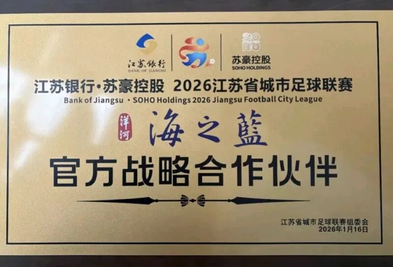 江苏银行 苏豪控股
BANK OF JIANGSU SOHO HOLDINGS
江苏银行·苏豪控股 2026江苏省城市足球联赛
Bank of Jiangsu · SOHO Holdings 2026 Jiangsu Football City League
洋河 海之藍
官方战略合作伙伴
江苏省城市足球联赛组委会
2026年1月16日